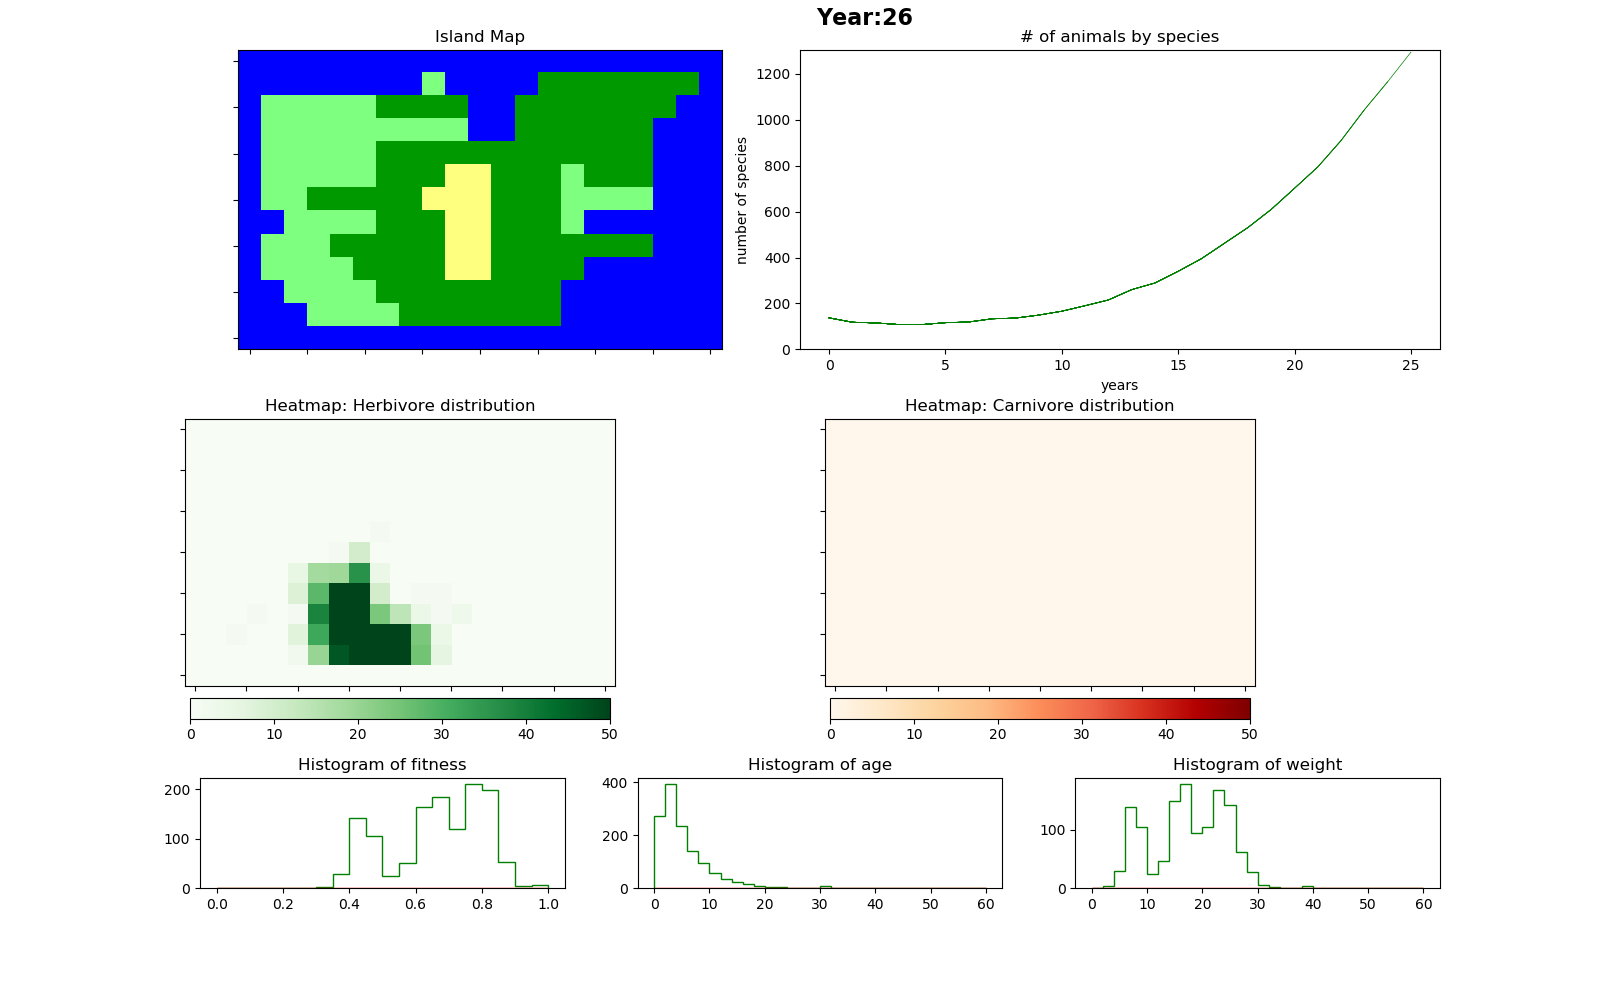 Year:26
Island Map
# of animals by species
1200
1000
800
600
400
200
0
number of species
0 5 10 15 20 25
years
Heatmap: Herbivore distribution
Heatmap: Carnivore distribution
0 10 20 30 40 50
0 10 20 30 40 50
Histogram of fitness
Histogram of age
Histogram of weight
200
100
0
0.0 0.2 0.4 0.6 0.8 1.0
400
200
0
0 10 20 30 40 50 60
100
0
0 10 20 30 40 50 60